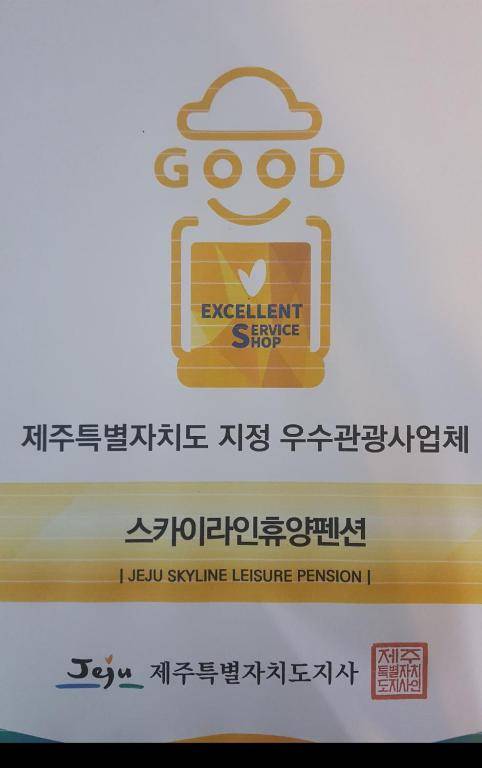 GOOD
EXCELLENT
SERVICE
SHOP
제주특별자치도 지정 우수관광사업체
스카이라인휴양펜션
| JEJU SKYLINE LEISURE PENSION |
Jeju 제주특별자치도지사
제주
특별자치
도지사인